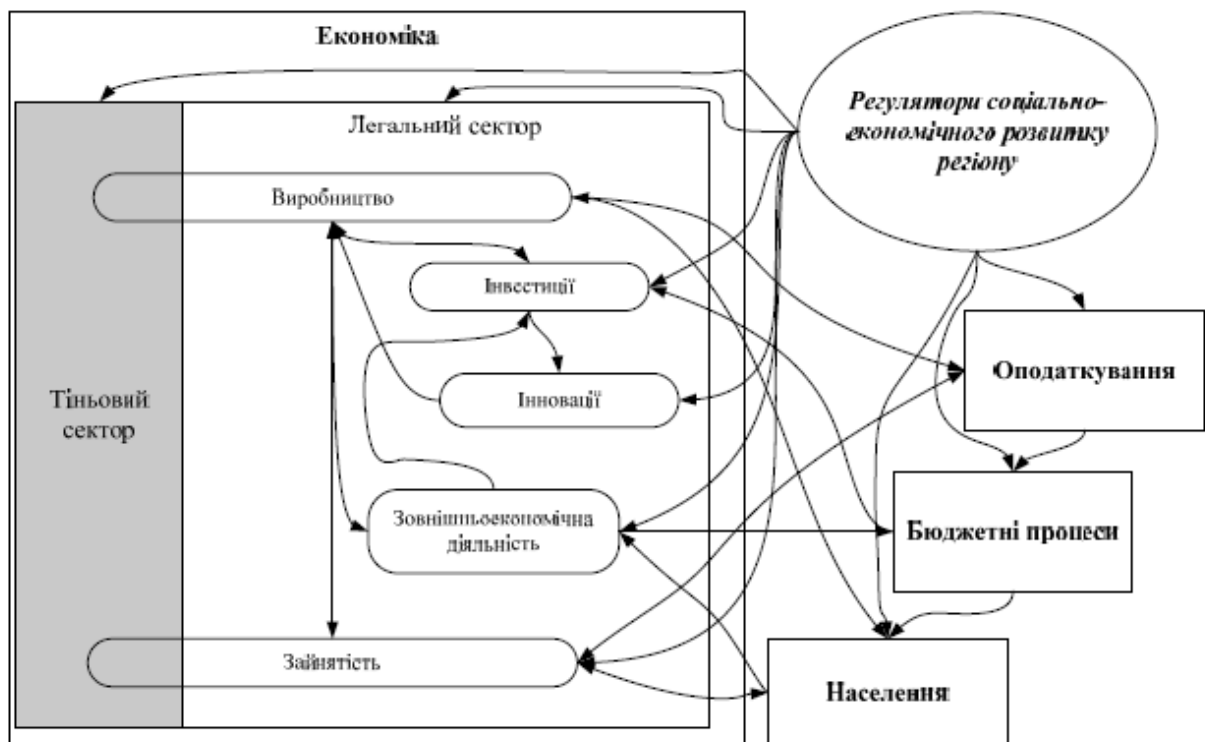 Економіка
Регулятори соціально-
економічного розвитку
регіону
Легальний сектор
Виробництво
Інвестиції
Оподаткування
Тіньовий
сектор
Інновації
Зовнішньоекономічна
діяльність
Бюджетні процеси
Зайнятість
Населення